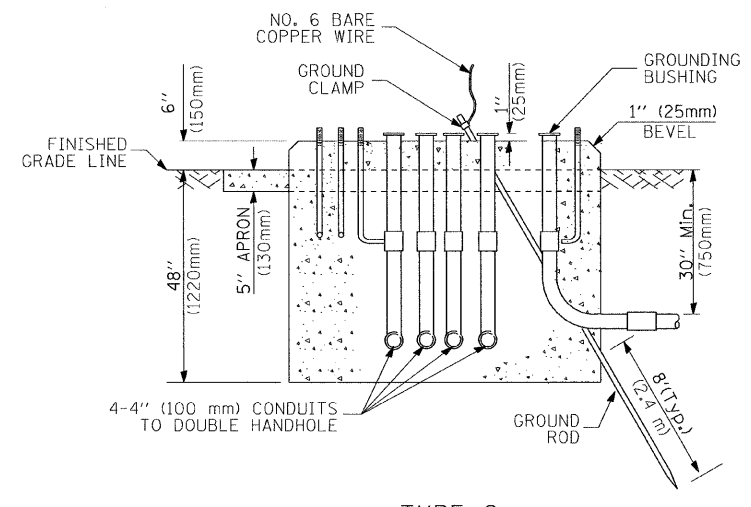 NO. 6 BARE
COPPER WIRE
GROUND
CLAMP
GROUNDING
BUSHING
1" (25mm)
BEVEL
6"
(150mm)
1"
(25mm)
FINISHED
GRADE LINE
48"
(1220mm)
5" APRON
(130mm)
30" Min.
(750mm)
4-4" (100 mm) CONDUITS
TO DOUBLE HANDHOLE
GROUND
ROD
8'(Typ.)
(2.4 m)